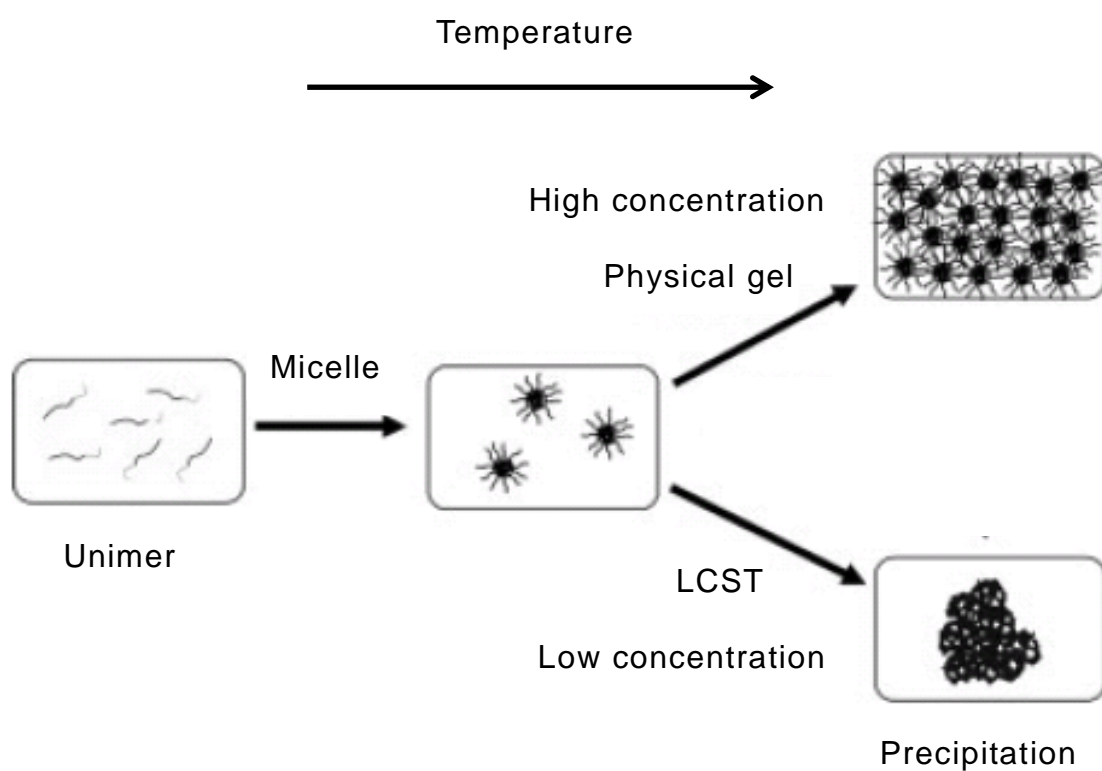 Temperature
High concentration
Physical gel
Micelle
Unimer
LCST
Low concentration
Precipitation